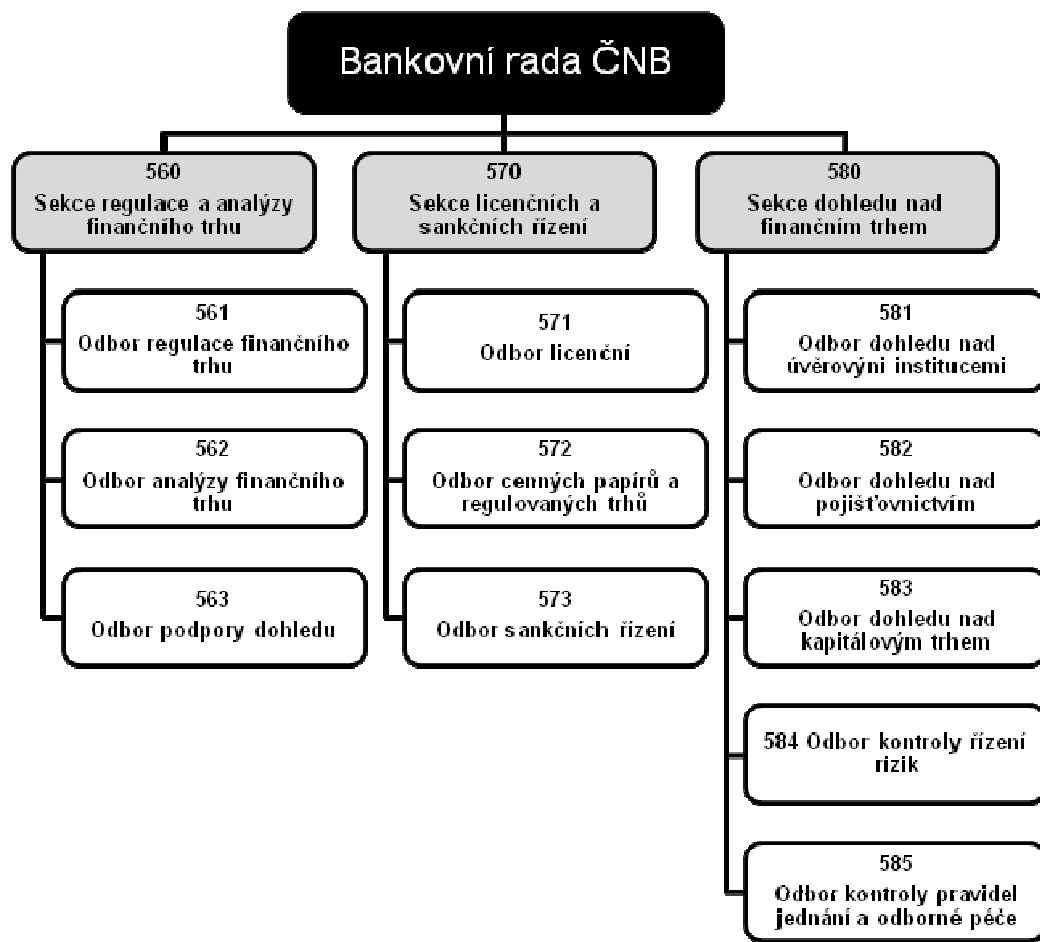 Bankovní rada ČNB
560
Sekce regulace a analýzy
finančního trhu
561
Odbor regulace finančního
trhu
562
Odbor analýzy finančního
trhu
563
Odbor podpory dohledu
570
Sekce licenčních a
sankčních řízení
571
Odbor licenční
572
Odbor cenných papírů a
regulovaných trhů
573
Odbor sankčních řízení
580
Sekce dohledu nad
finančním trhem
581
Odbor dohledu nad
úvěrovými institucemi
582
Odbor dohledu nad
pojišťovnictvím
583
Odbor dohledu nad
kapitálovým trhem
584 Odbor kontroly řízení
rizik
585
Odbor kontroly pravidel
jednání a odborné péče